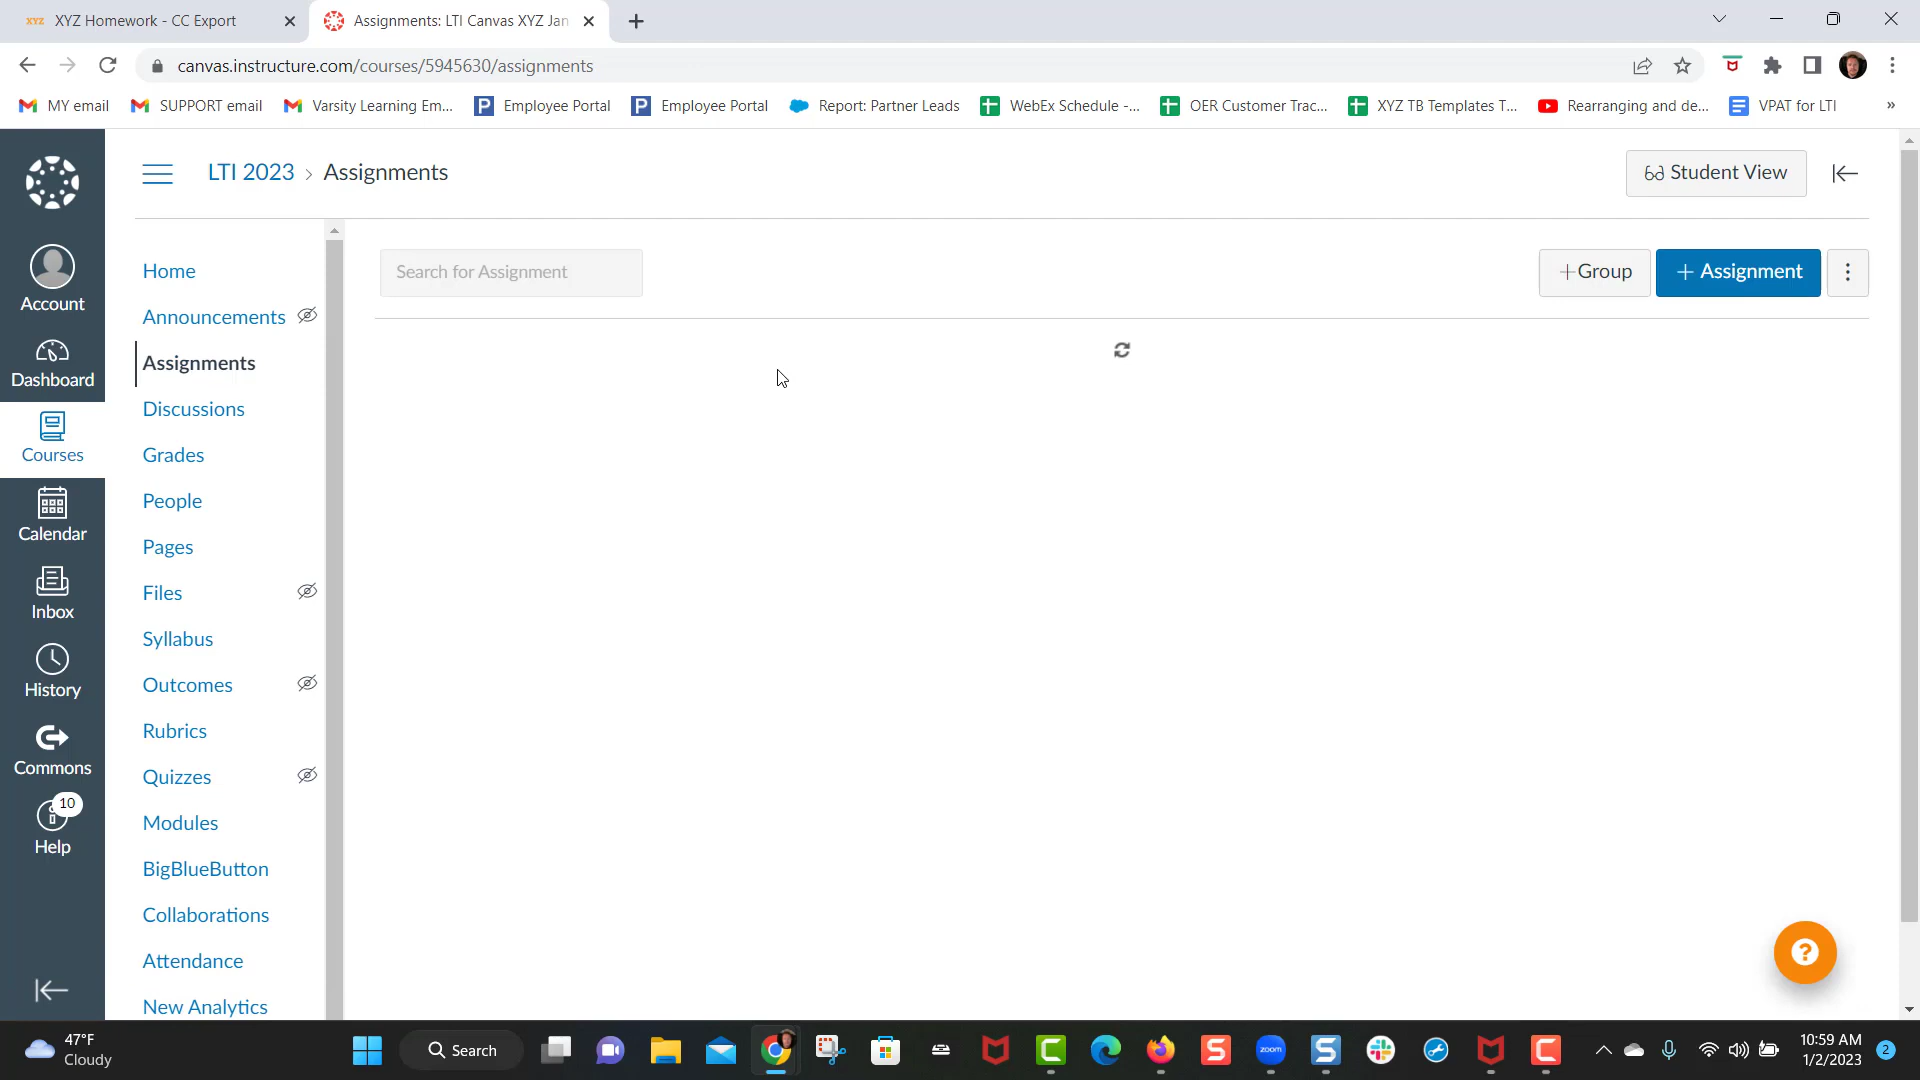 XYZ XYZ Homework - CC Export
Assignments: LTI Canvas XYZ Jan
canvas.instructure.com/courses/5945630/assignments
MY email
SUPPORT email
Varsity Learning Em...
Employee Portal
Employee Portal
Report: Partner Leads
WebEx Schedule -...
OER Customer Trac...
XYZ TB Templates T...
Rearranging and de...
VPAT for LTI
»
LTI 2023 › Assignments
Student View
Account
Dashboard
Courses
Calendar
Inbox
History
Commons
10
Help
Home
Announcements
Assignments
Discussions
Grades
People
Pages
Files
Syllabus
Outcomes
Rubrics
Quizzes
Modules
BigBlueButton
Collaborations
Attendance
New Analytics
Search for Assignment
+Group
+ Assignment
?
47°F
Cloudy
Search
zoom
10:59 AM
1/2/2023
2